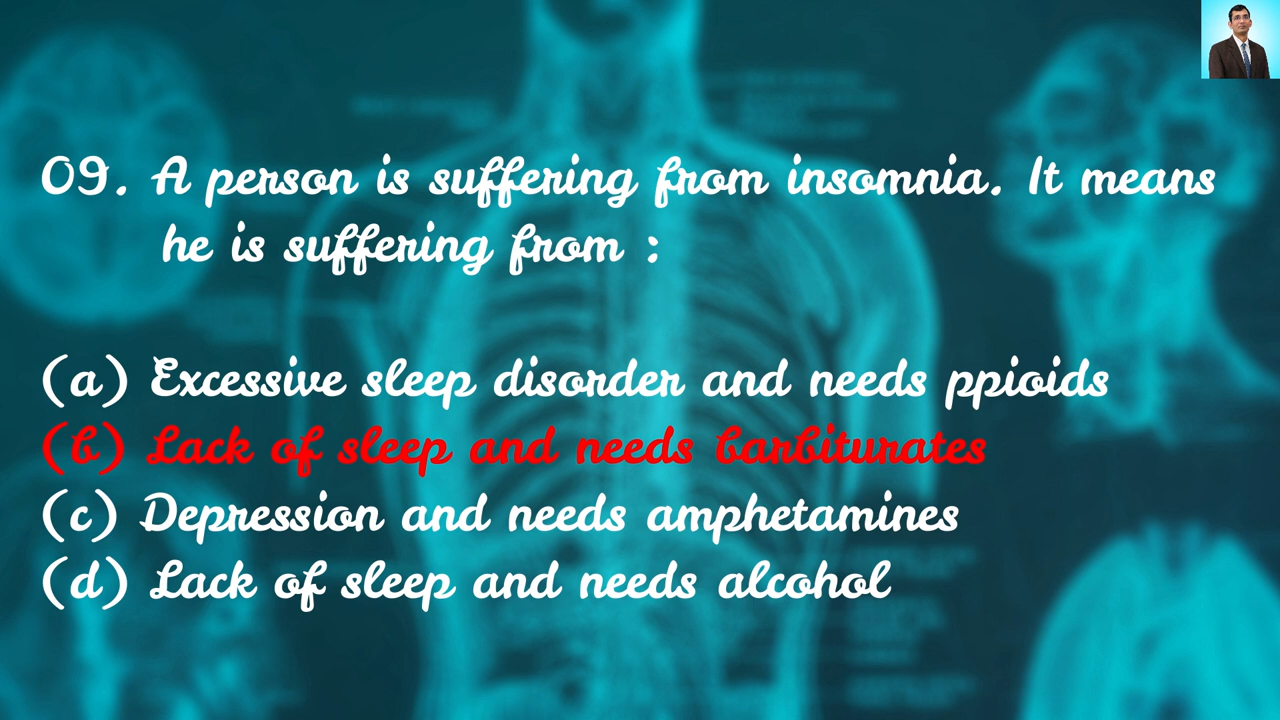 09. A person is suffering from insomnia. It means
he is suffering from :
(a) Excessive sleep disorder and needs ppioids
(b) Lack of sleep and needs barbiturates
(c) Depression and needs amphetamines
(d) Lack of sleep and needs alcohol